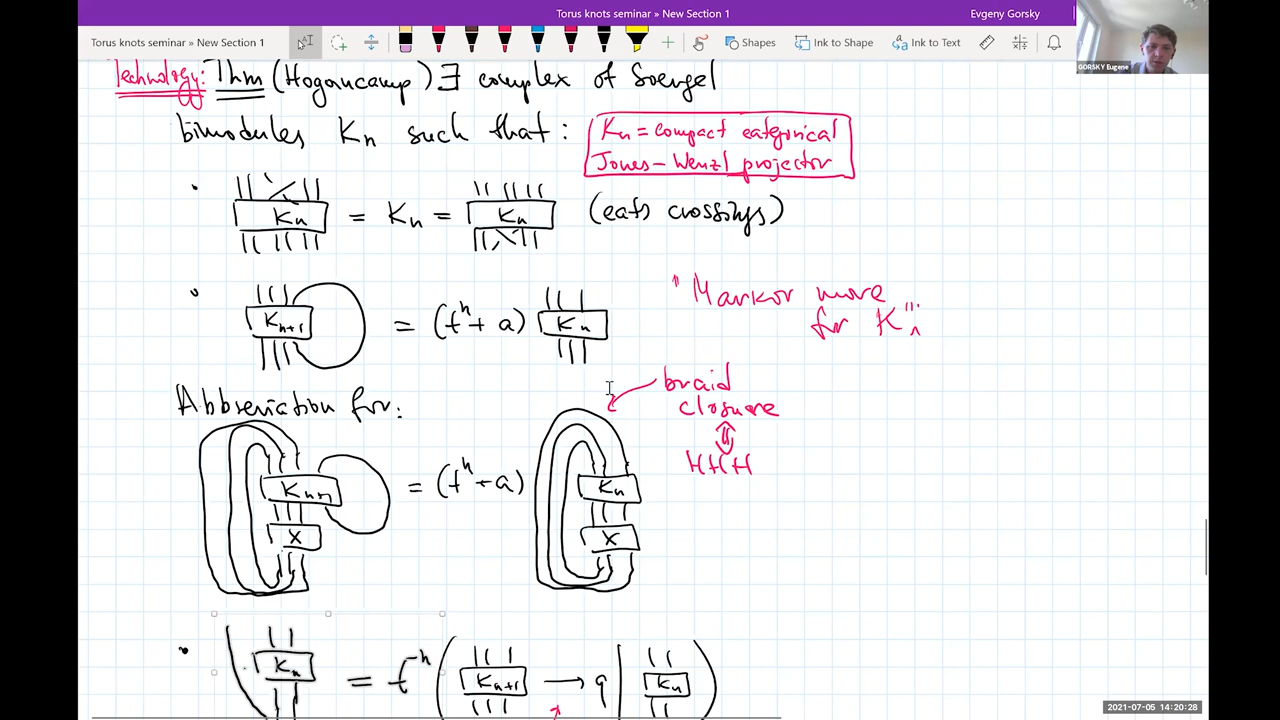 Torus knots seminar » New Section 1
Evgeny Gorsky
Torus knots seminar » New Section 1
Shapes
Ink to Shape
Ink to Text
GORSKY Eugene
Technology: Thm (Hogancamp) ∃ complex of Soergel
bimodules Kn such that:
Kn = compact categorical
Jones-Wenzl projector
Kn = Kn = Kn (eats crossings)
Kn+1 = (t^n + a) Kn
"Markov move
for Kn":
Abbreviation for:
braid
closure
HHH
Kn+1 = (t^n + a) Kn
X X
Kn = t^-n ( Kn+1 → q Kn )
2021-07-05 14:20:28